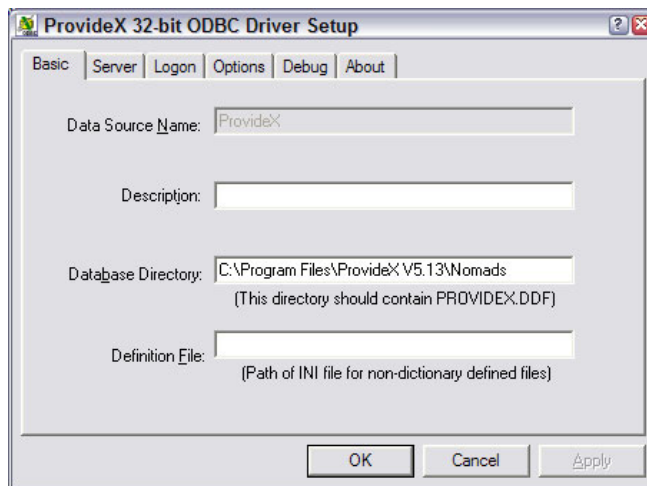 ProvideX 32-bit ODBC Driver Setup
Basic Server Logon Options Debug About
Data Source Name: ProvideX
Description:
Database Directory: C:\Program Files\ProvideX V5.13\Nomads
(This directory should contain PROVIDEX.DDF)
Definition File:
(Path of INI file for non-dictionary defined files)
OK Cancel Apply